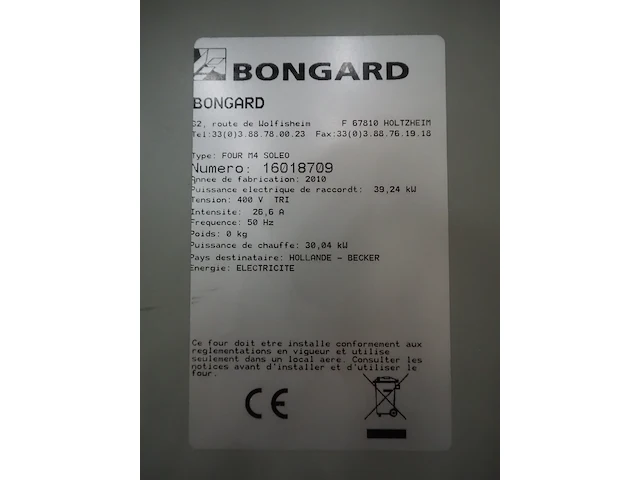 BONGARD
BONGARD
32, route de Wolfisheim F 67810 HOLTZHEIM
Tel:33(0)3.88.78.00.23 Fax:33(0)3.88.76.19.18
Type: FOUR M4 SOLEO
Numero: 16018709
Annee de fabrication: 2010
Puissance electrique de raccordt: 39,24 kW
Tension: 400 V TRI
Intensite: 26,6 A
Frequence: 50 Hz
Poids: 0 kg
Puissance de chauffe: 30,04 kW
Pays destinataire: HOLLANDE - BECKER
Energie: ELECTRICITE
Ce four doit etre installe conformement aux
reglementations en vigueur et utilise
seulement dans un local aere. Consulter les
notices avant d'installer et d'utiliser le
four.
CE